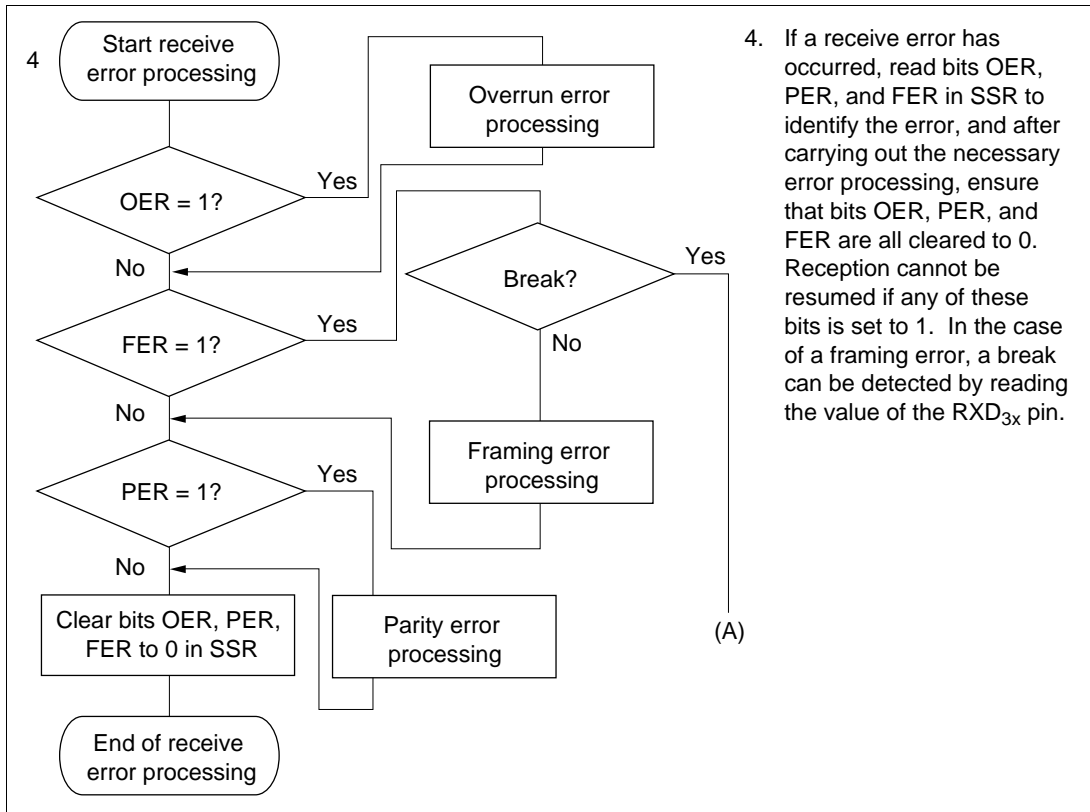 4
Start receive
error processing
OER = 1?
Yes
Overrun error
processing
No
FER = 1?
Yes
Break?
Yes
(A)
No
Framing error
processing
No
PER = 1?
Yes
Parity error
processing
No
Clear bits OER, PER,
FER to 0 in SSR
End of receive
error processing
4. If a receive error has
occurred, read bits OER,
PER, and FER in SSR to
identify the error, and after
carrying out the necessary
error processing, ensure
that bits OER, PER, and
FER are all cleared to 0.
Reception cannot be
resumed if any of these
bits is set to 1. In the case
of a framing error, a break
can be detected by reading
the value of the RXD3x pin.